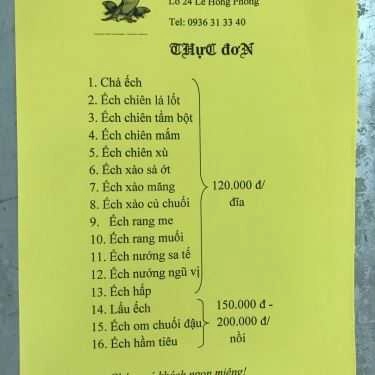 Lô 24 Lê Hồng Phong
Tel: 0936 31 33 40
THựC đơN
1. Chả ếch
2. Ếch chiên lá lốt
3. Ếch chiên tẩm bột
4. Ếch chiên mắm
5. Ếch chiên xù
6. Ếch xào sả ớt
7. Ếch xào măng
8. Ếch xào củ chuối
9. Ếch rang me
10. Ếch rang muối
11. Ếch nướng sa tế
12. Ếch nướng ngũ vị
13. Ếch hấp
120.000 đ/
đĩa
14. Lẩu ếch
15. Ếch om chuối đậu
16. Ếch hầm tiêu
150.000 đ -
200.000 đ/
nồi
khách ngon miệng!